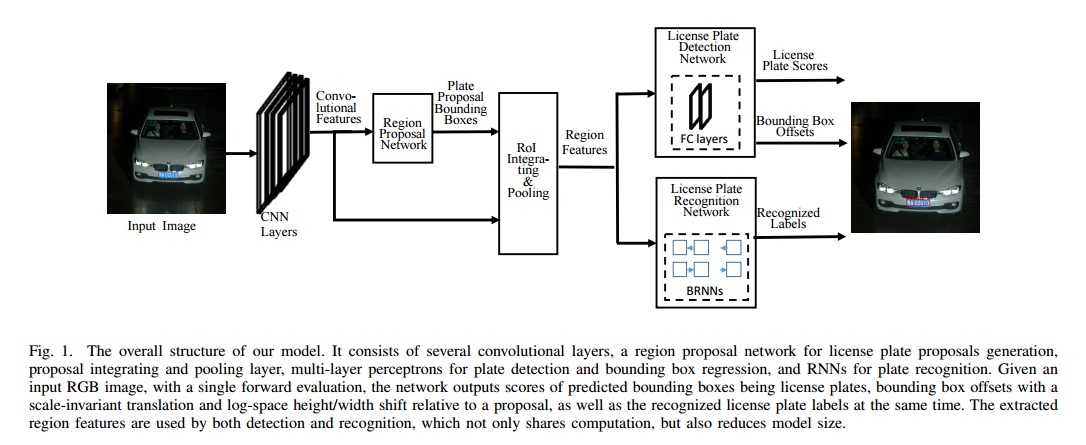 Input Image
CNN
Layers
Convo-
lutional
Features
Region
Proposal
Network
Plate
Proposal
Bounding
Boxes
RoI
Integra-
ting
&
Pooling
Region
Features
License Plate
Detection
Network
FC layers
License
Plate Scores
Bounding Box
Offsets
License Plate
Recognition
Network
BRNNs
Recognized
Labels
Fig. 1. The overall structure of our model. It consists of several convolutional layers, a region proposal network for license plate proposals generation,
proposal integrating and pooling layer, multi-layer perceptrons for plate detection and bounding box regression, and RNNs for plate recognition. Given an
input RGB image, with a single forward evaluation, the network outputs scores of predicted bounding boxes being license plates, bounding box offsets with a
scale-invariant translation and log-space height/width shift relative to a proposal, as well as the recognized license plate labels at the same time. The extracted
region features are used by both detection and recognition, which not only shares computation, but also reduces model size.